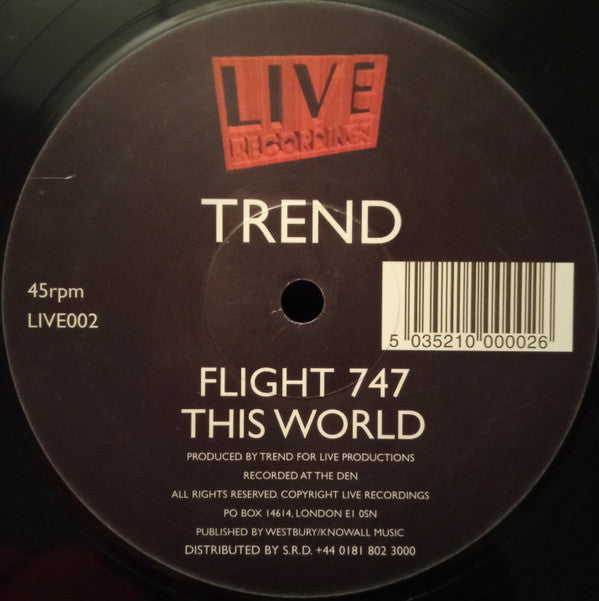 LIVE
RECORDINGS
TREND
45rpm
LIVE002
5 035210 000026
FLIGHT 747
THIS WORLD
PRODUCED BY TREND FOR LIVE PRODUCTIONS
RECORDED AT THE DEN
ALL RIGHTS RESERVED. COPYRIGHT LIVE RECORDINGS
PO BOX 14614, LONDON E1 0SN
PUBLISHED BY WESTBURY/KNOWALL MUSIC
DISTRIBUTED BY S.R.D. +44 0181 802 3000